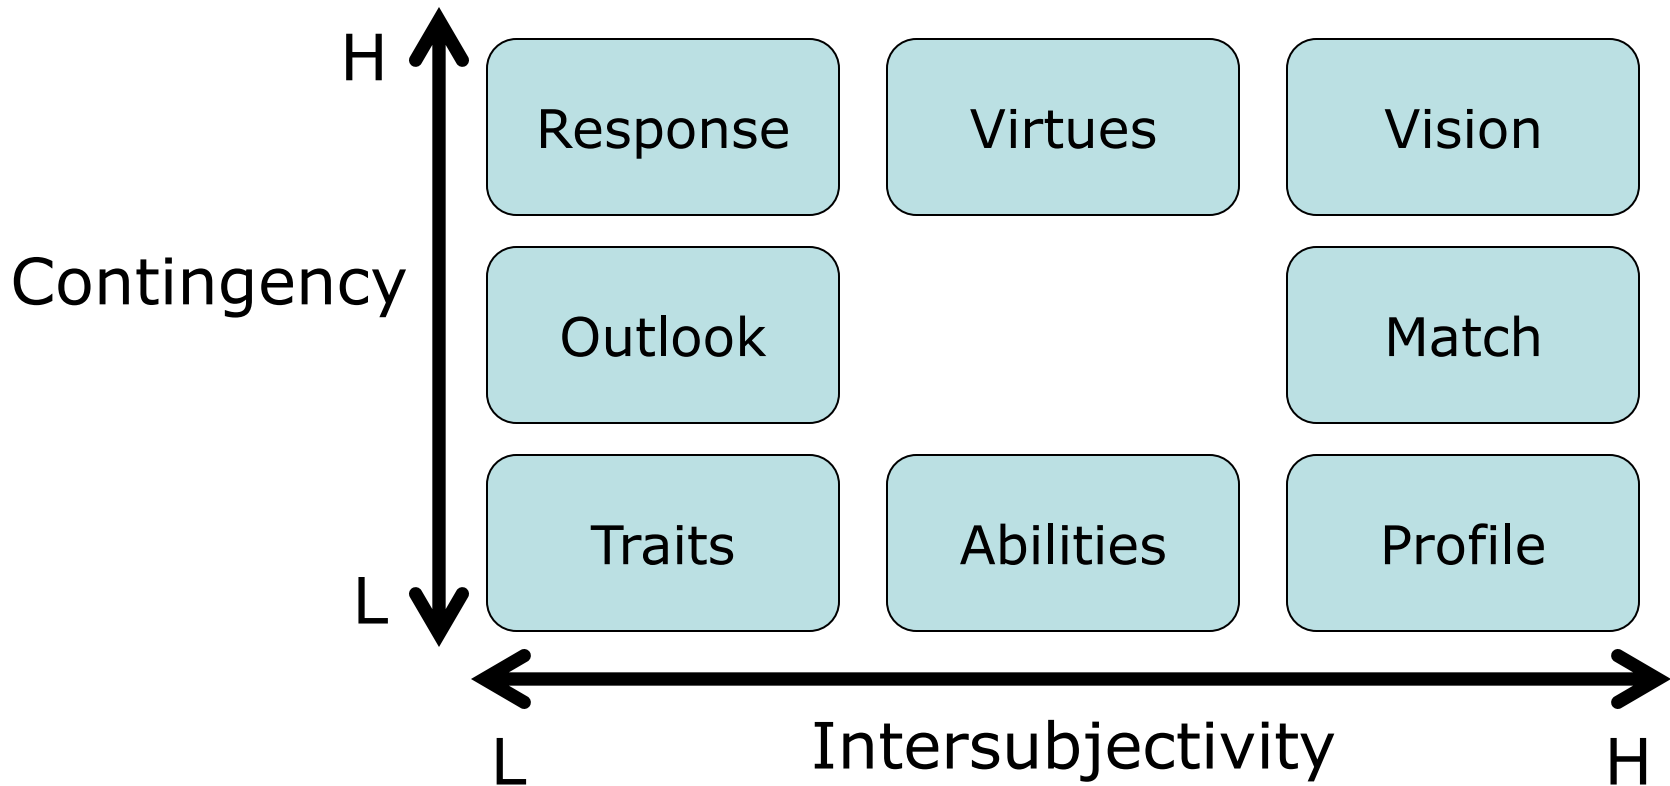 H
Response
Virtues
Vision
Contingency
Outlook
Match
Traits
Abilities
Profile
L
L
Intersubjectivity
H